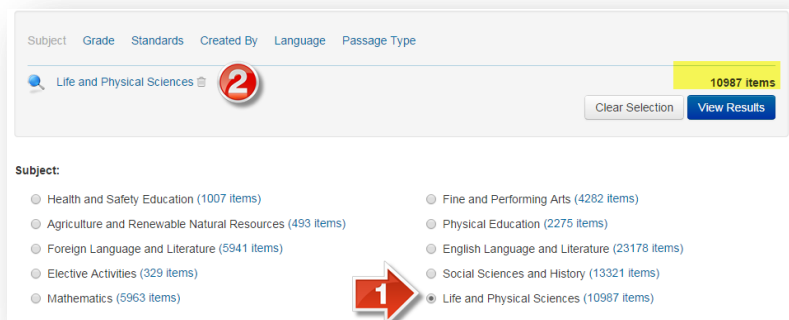 Subject Grade Standards Created By Language Passage Type
Life and Physical Sciences 2
10987 items
Clear Selection View Results
Subject:
Health and Safety Education (1007 items)
Agriculture and Renewable Natural Resources (493 items)
Foreign Language and Literature (5941 items)
Elective Activities (329 items)
Mathematics (5963 items)
Fine and Performing Arts (4282 items)
Physical Education (2275 items)
English Language and Literature (23178 items)
Social Sciences and History (13321 items)
1 Life and Physical Sciences (10987 items)